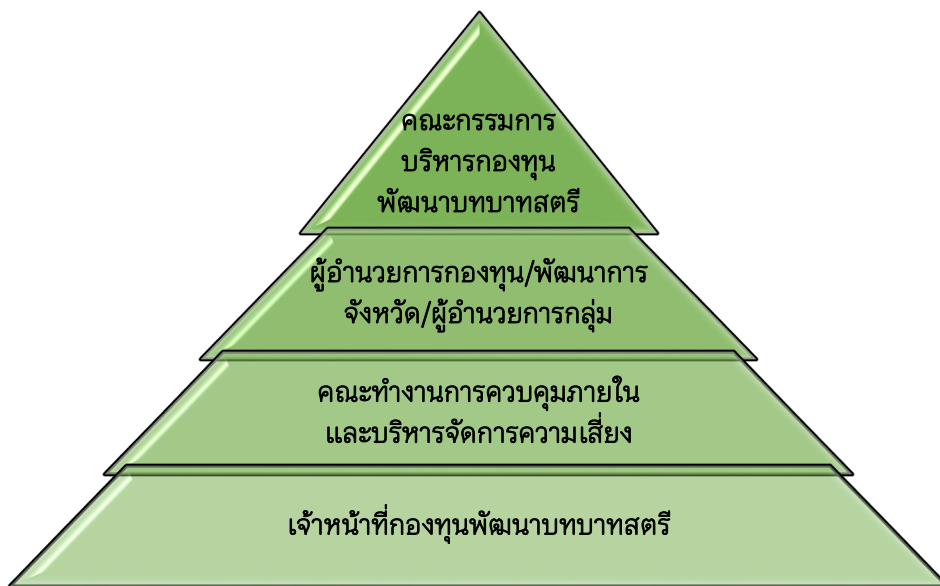 คณะกรรมการ
บริหารกองทุน
พัฒนาบทบาทสตรี
ผู้อำนวยการกองทุน/พัฒนาการ
จังหวัด/ผู้อำนวยการกลุ่ม
คณะทำงานการควบคุมภายใน
และบริหารจัดการความเสี่ยง
เจ้าหน้าที่กองทุนพัฒนาบทบาทสตรี